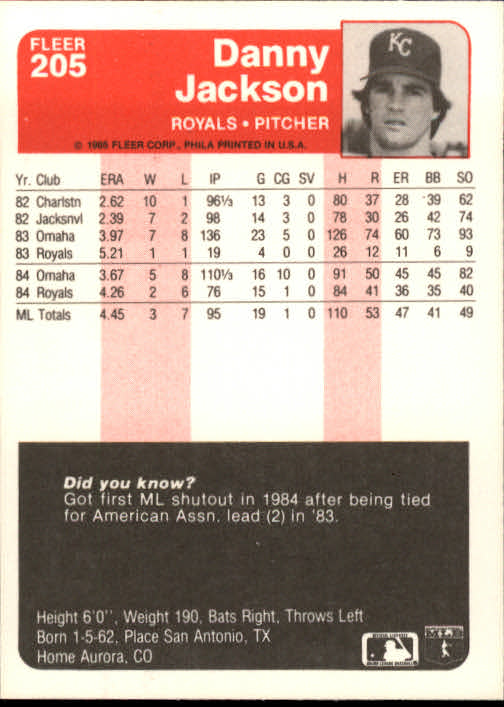 FLEER
205
Danny
Jackson
ROYALS • PITCHER
KC
© 1985 FLEER CORP., PHILA PRINTED IN U.S.A.
Yr. Club ERA W L IP G CG SV H R ER BB SO
82 Charlstn 2.62 10 1 96⅓ 13 3 0 80 37 28 39 62
82 Jacksnvl 2.39 7 2 98 14 3 0 78 30 26 42 74
83 Omaha 3.97 7 8 136 23 5 0 126 74 60 73 93
83 Royals 5.21 1 1 19 4 0 0 26 12 11 6 9
84 Omaha 3.67 5 8 110⅓ 16 10 0 91 50 45 45 82
84 Royals 4.26 2 6 76 15 1 0 84 41 36 35 40
ML Totals 4.45 3 7 95 19 1 0 110 53 47 41 49
Did you know?
Got first ML shutout in 1984 after being tied
for American Assn. lead (2) in '83.
Height 6'0'', Weight 190, Bats Right, Throws Left
Born 1-5-62, Place San Antonio, TX
Home Aurora, CO